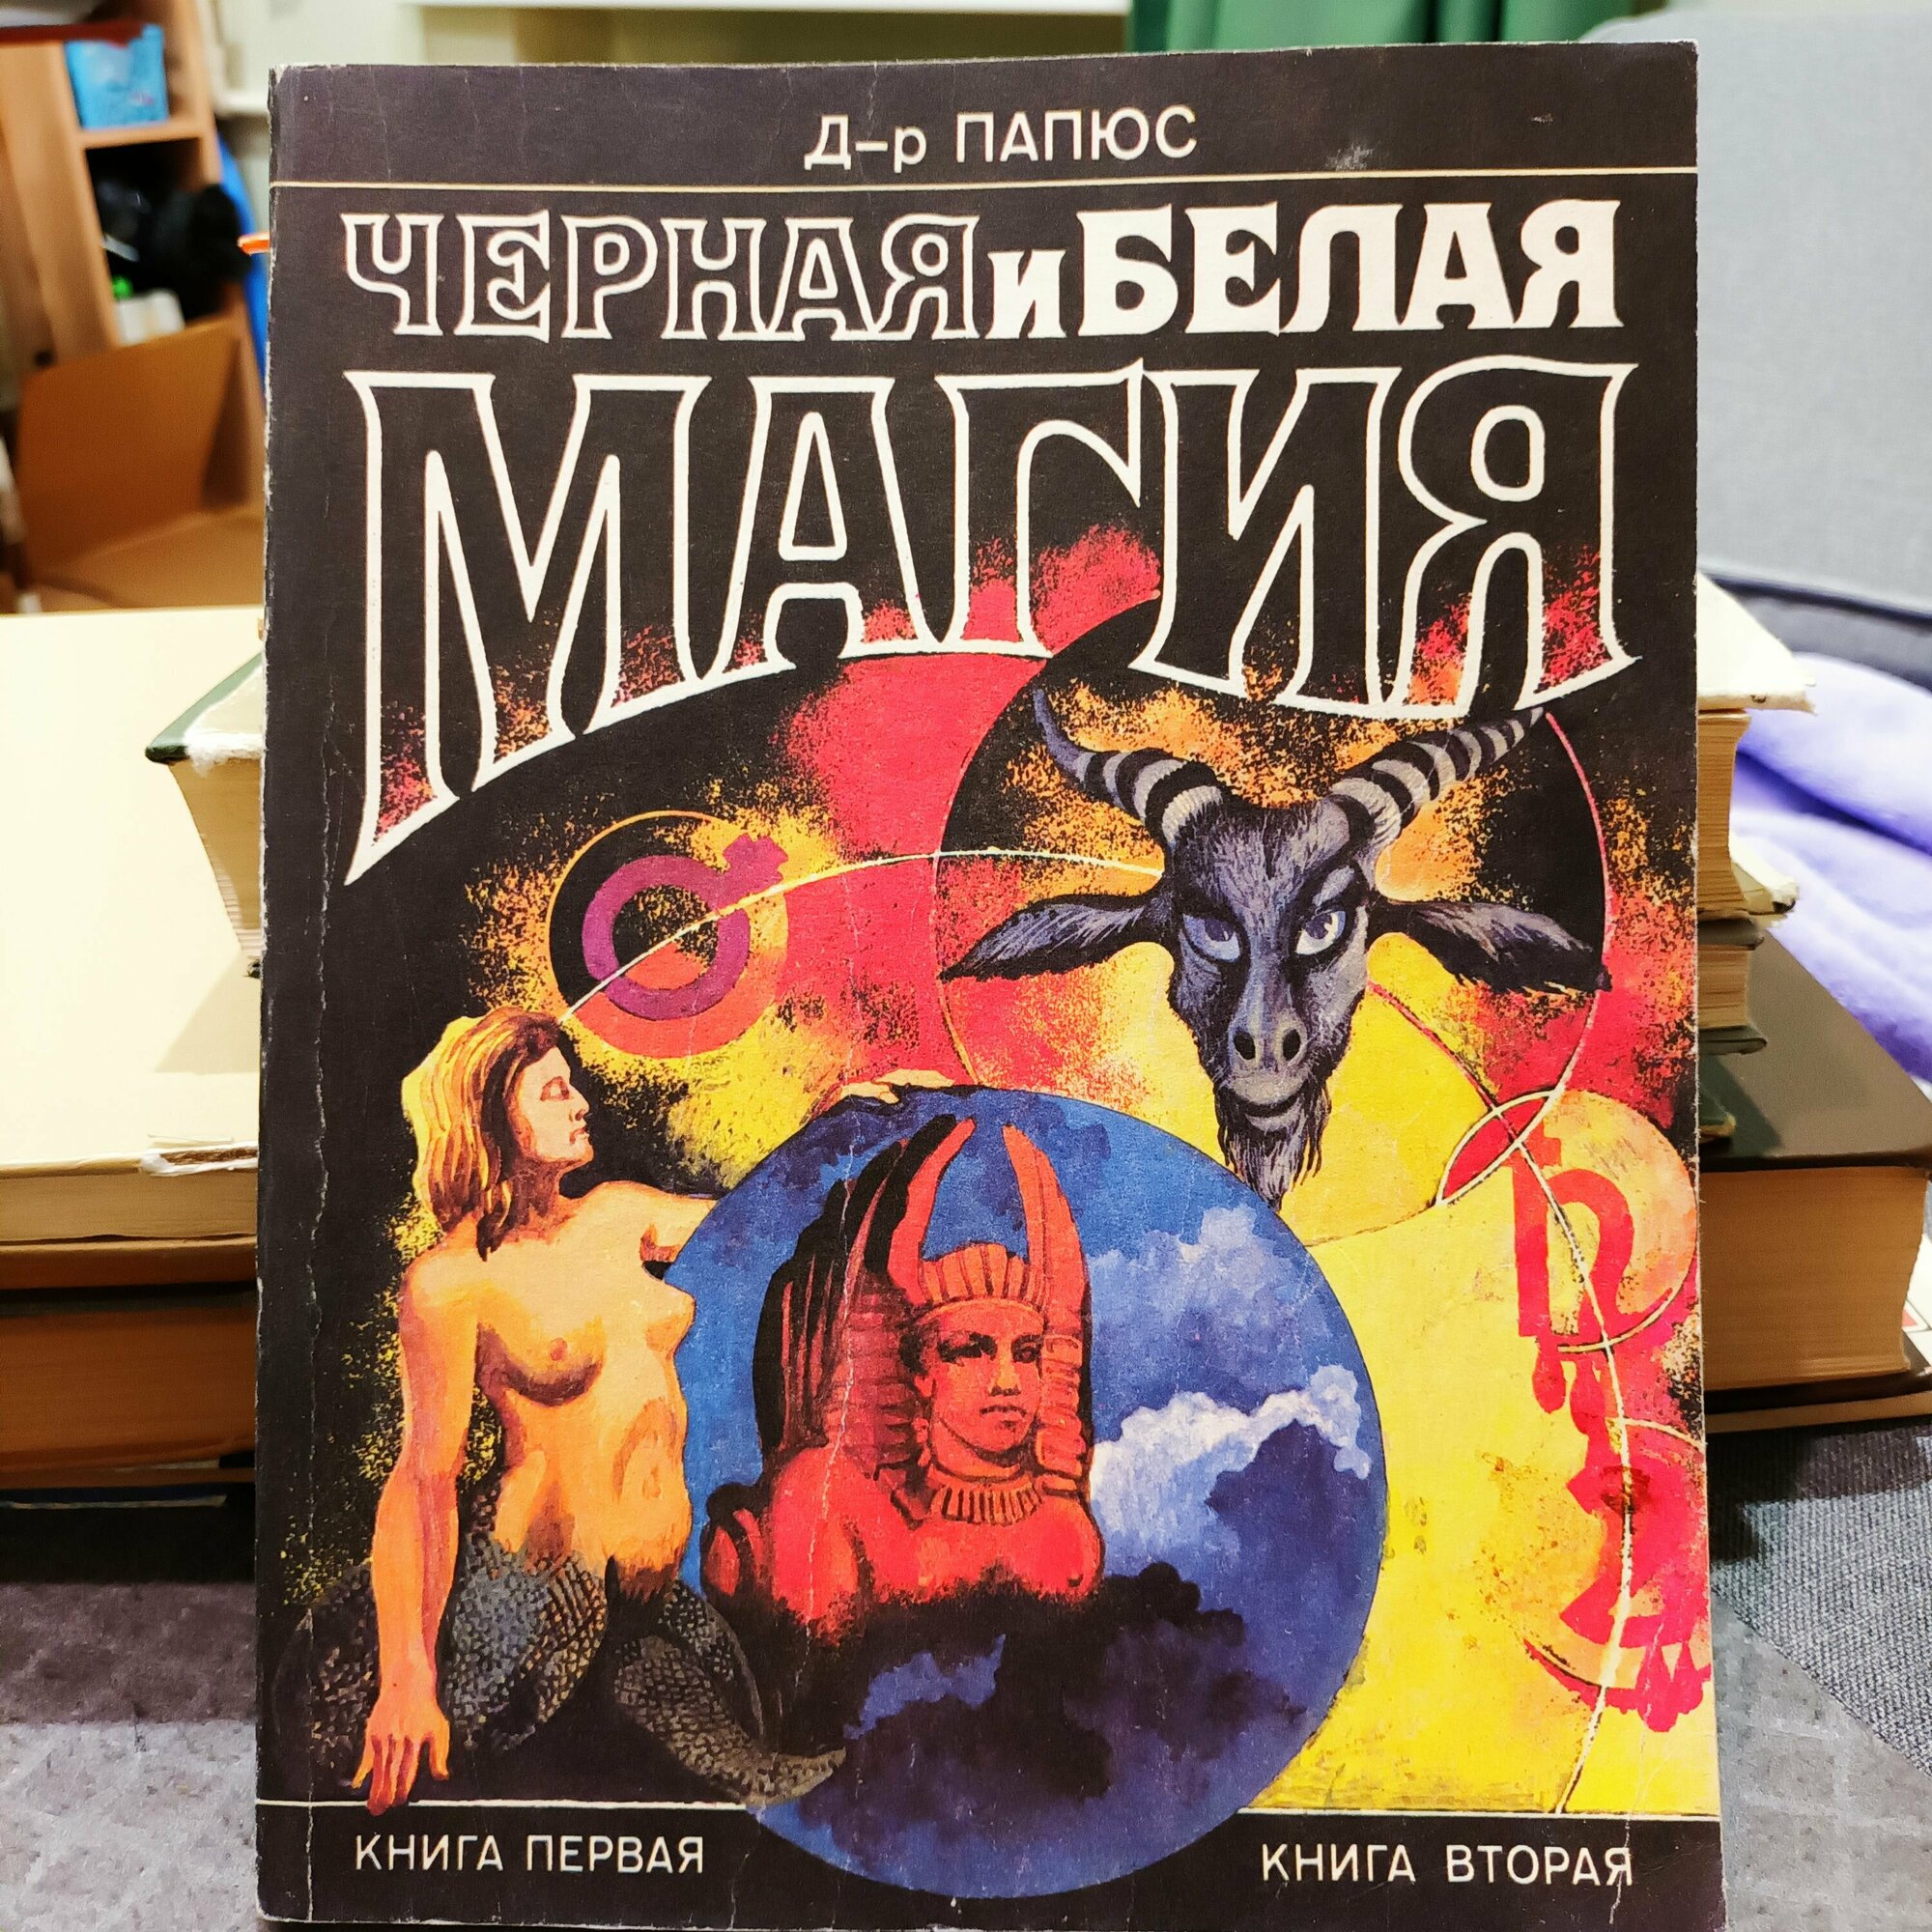 Д-р ПАПЮС
ЧЕРНАЯ и БЕЛАЯ
МАГИЯ
КНИГА ПЕРВАЯ
КНИГА ВТОРАЯ